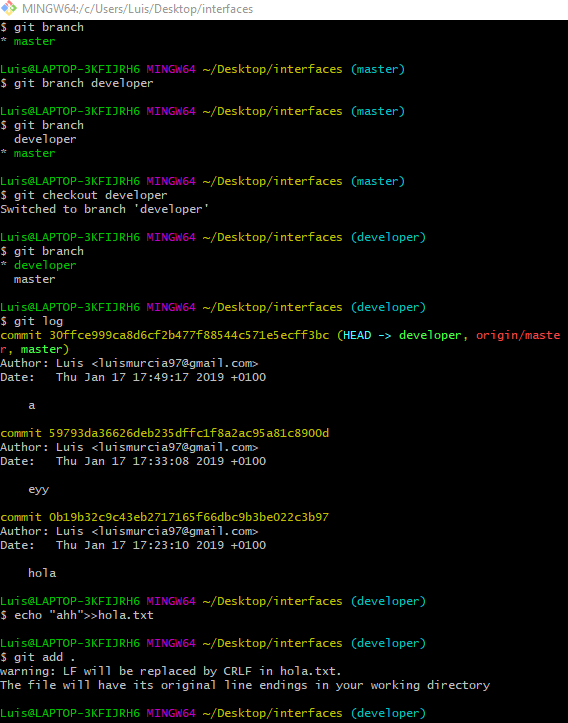 MINGW64:/c/Users/Luis/Desktop/interfaces
$ git branch
* master
Luis@LAPTOP-3KFIJRH6 MINGW64 ~/Desktop/interfaces (master)
$ git branch developer
Luis@LAPTOP-3KFIJRH6 MINGW64 ~/Desktop/interfaces (master)
$ git branch
  developer
* master
Luis@LAPTOP-3KFIJRH6 MINGW64 ~/Desktop/interfaces (master)
$ git checkout developer
Switched to branch 'developer'
Luis@LAPTOP-3KFIJRH6 MINGW64 ~/Desktop/interfaces (developer)
$ git branch
* developer
  master
Luis@LAPTOP-3KFIJRH6 MINGW64 ~/Desktop/interfaces (developer)
$ git log
commit 30ffce999ca8d6cf2b477f88544c571e5ecff3bc (HEAD -> developer, origin/maste
r, master)
Author: Luis <luismurcia97@gmail.com>
Date:   Thu Jan 17 17:49:17 2019 +0100
    a
commit 59793da36626deb235dffc1f8a2ac95a81c8900d
Author: Luis <luismurcia97@gmail.com>
Date:   Thu Jan 17 17:33:08 2019 +0100
    eyy
commit 0b19b32c9c43eb2717165f66dbc9b3be022c3b97
Author: Luis <luismurcia97@gmail.com>
Date:   Thu Jan 17 17:23:10 2019 +0100
    hola
Luis@LAPTOP-3KFIJRH6 MINGW64 ~/Desktop/interfaces (developer)
$ echo "ahh">>hola.txt
Luis@LAPTOP-3KFIJRH6 MINGW64 ~/Desktop/interfaces (developer)
$ git add .
warning: LF will be replaced by CRLF in hola.txt.
The file will have its original line endings in your working directory
Luis@LAPTOP-3KFIJRH6 MINGW64 ~/Desktop/interfaces (developer)